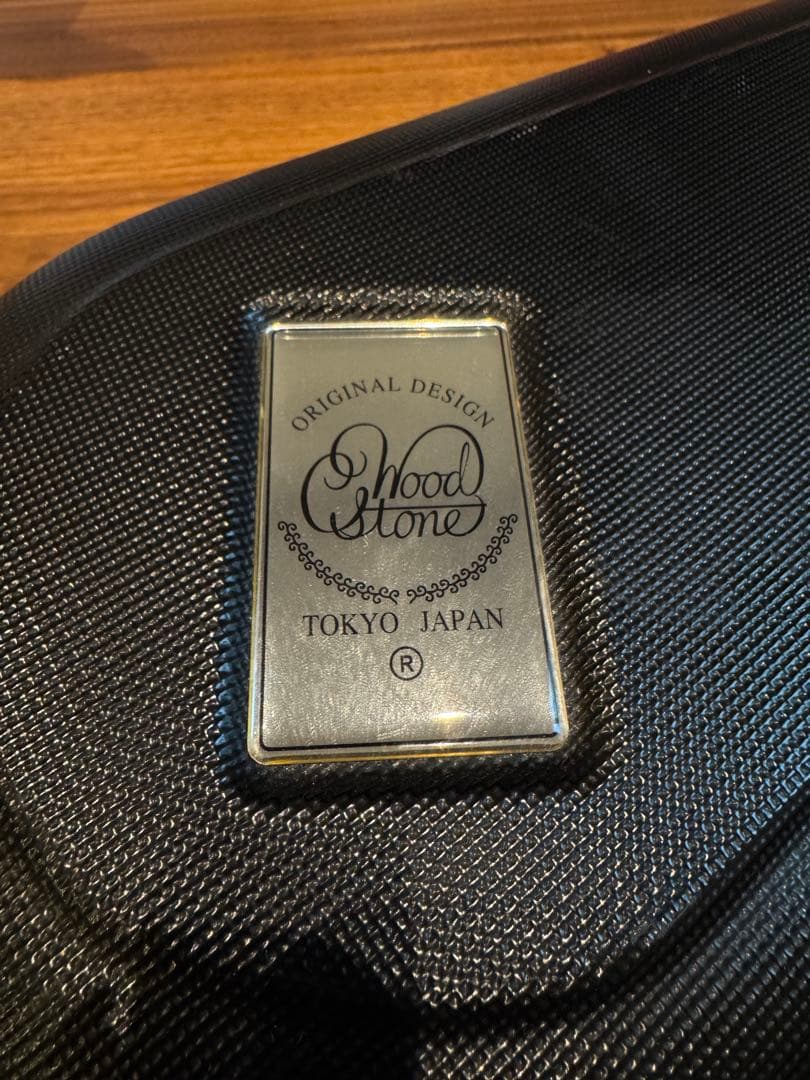 ORIGINAL DESIGN
Wood
Stone
TOKYO JAPAN
®